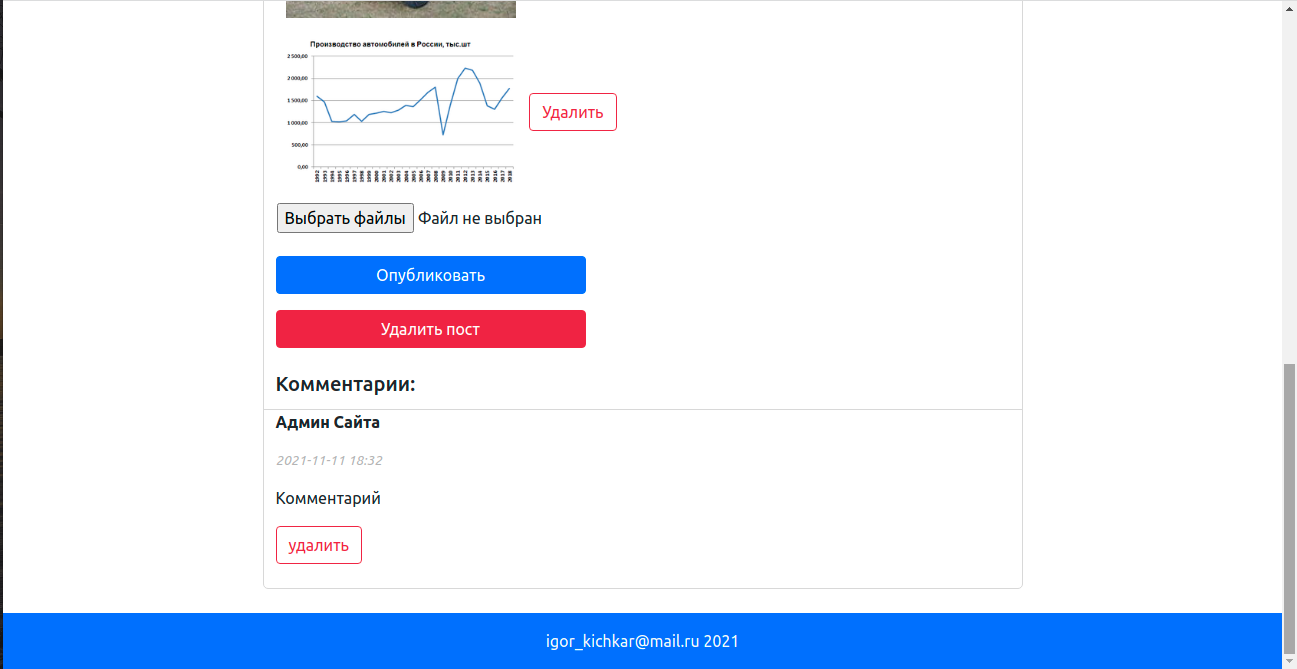 Производство автомобилей в России, тыс.шт
2 500,00
2 000,00
1 500,00
1 000,00
500,00
0,00
1992 1993 1994 1995 1996 1997 1998 1999 2000 2001 2002 2003 2004 2005 2006 2007 2008 2009 2010 2011 2012 2013 2014 2015 2016 2017 2018
Удалить
Выбрать файлы Файл не выбран
Опубликовать
Удалить пост
Комментарии:
Админ Сайта
2021-11-11 18:32
Комментарий
удалить
igor_kichkar@mail.ru 2021